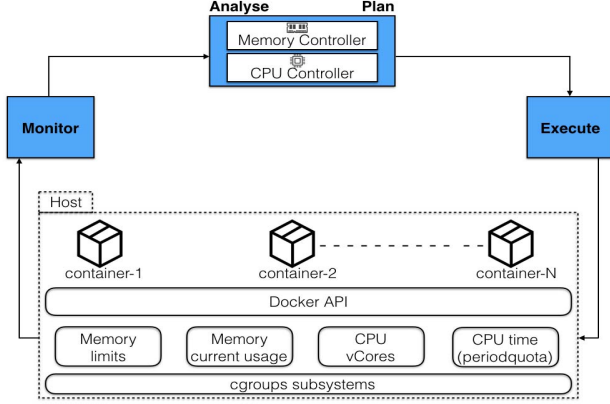 Analyse Plan
Memory Controller
CPU Controller
Monitor
Execute
Host
container-1
container-2
container-N
Docker API
Memory
limits
Memory
current usage
CPU
vCores
CPU time
(periodquota)
cgroups subsystems